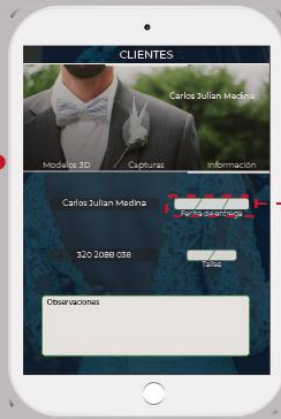 CLIENTES
Carlos Julian Medina
Modelos 3D Capturas Información
Carlos Julian Medina
Fecha de entrega
320 2088 038
Tallas
Observaciones